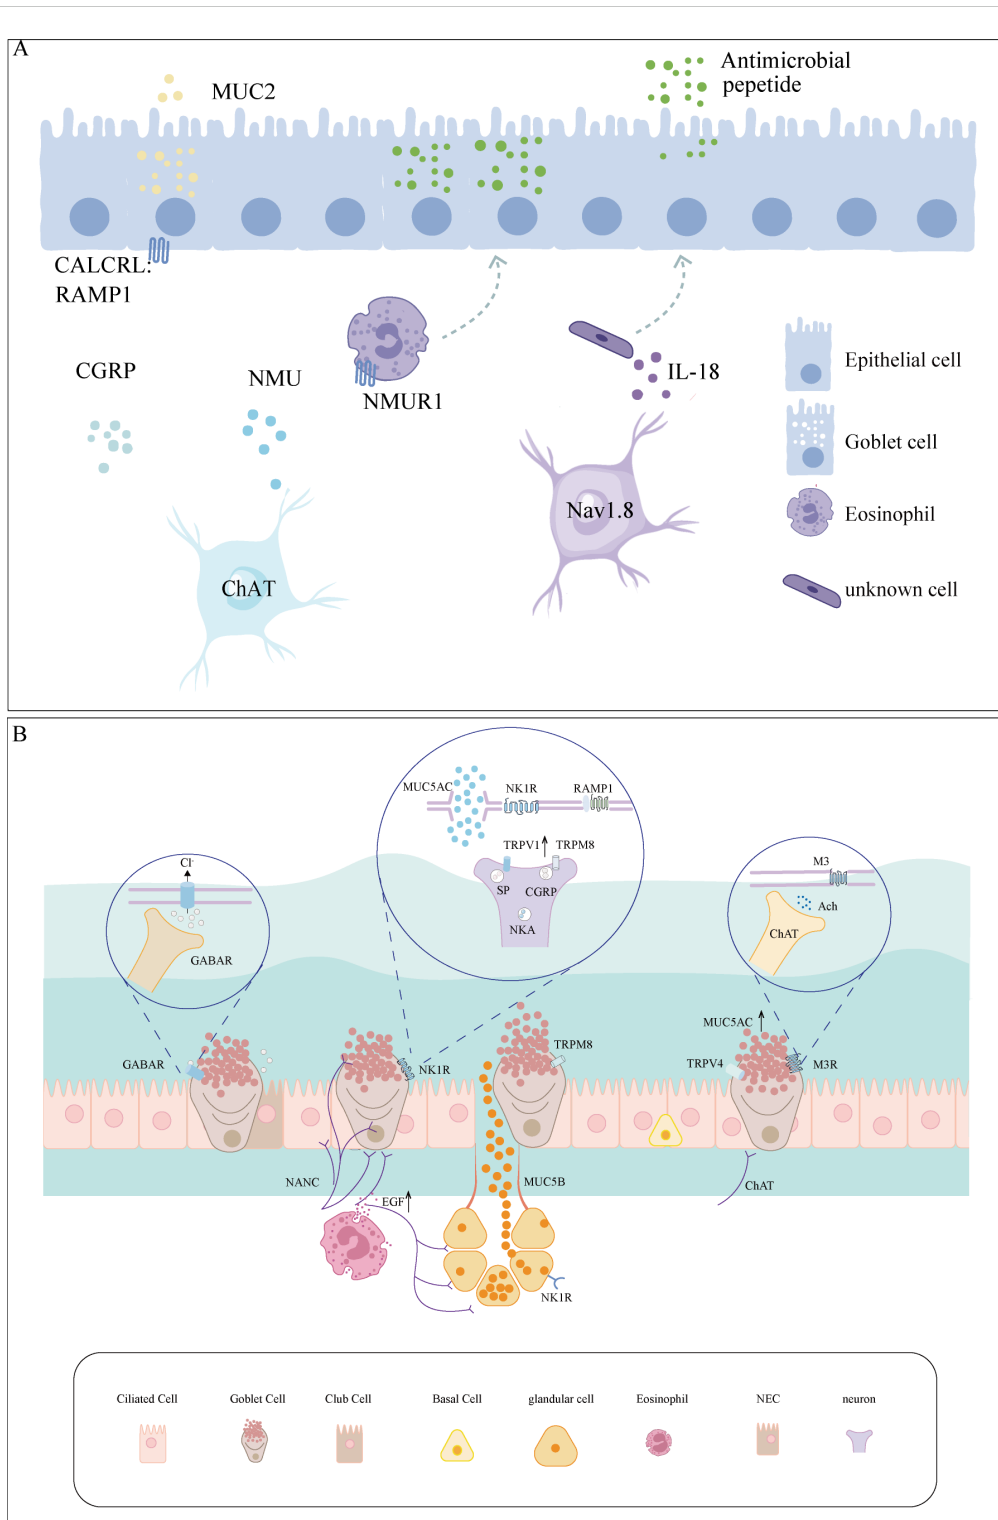 A
MUC2
Antimicrobial
pepetide
CALCRL:
RAMP1
CGRP
NMU
NMUR1
IL-18
Nav1.8
ChAT
Epithelial cell
Goblet cell
Eosinophil
unknown cell
B
MUC5AC
NK1R
RAMP1
TRPV1
TRPM8
SP
CGRP
NKA
Cl-
GABAR
M3
Ach
ChAT
GABAR
NK1R
TRPM8
MUC5AC
TRPV4
M3R
NANC
EGF
MUC5B
ChAT
NK1R
Ciliated Cell
Goblet Cell
Club Cell
Basal Cell
glandular cell
Eosinophil
NEC
neuron